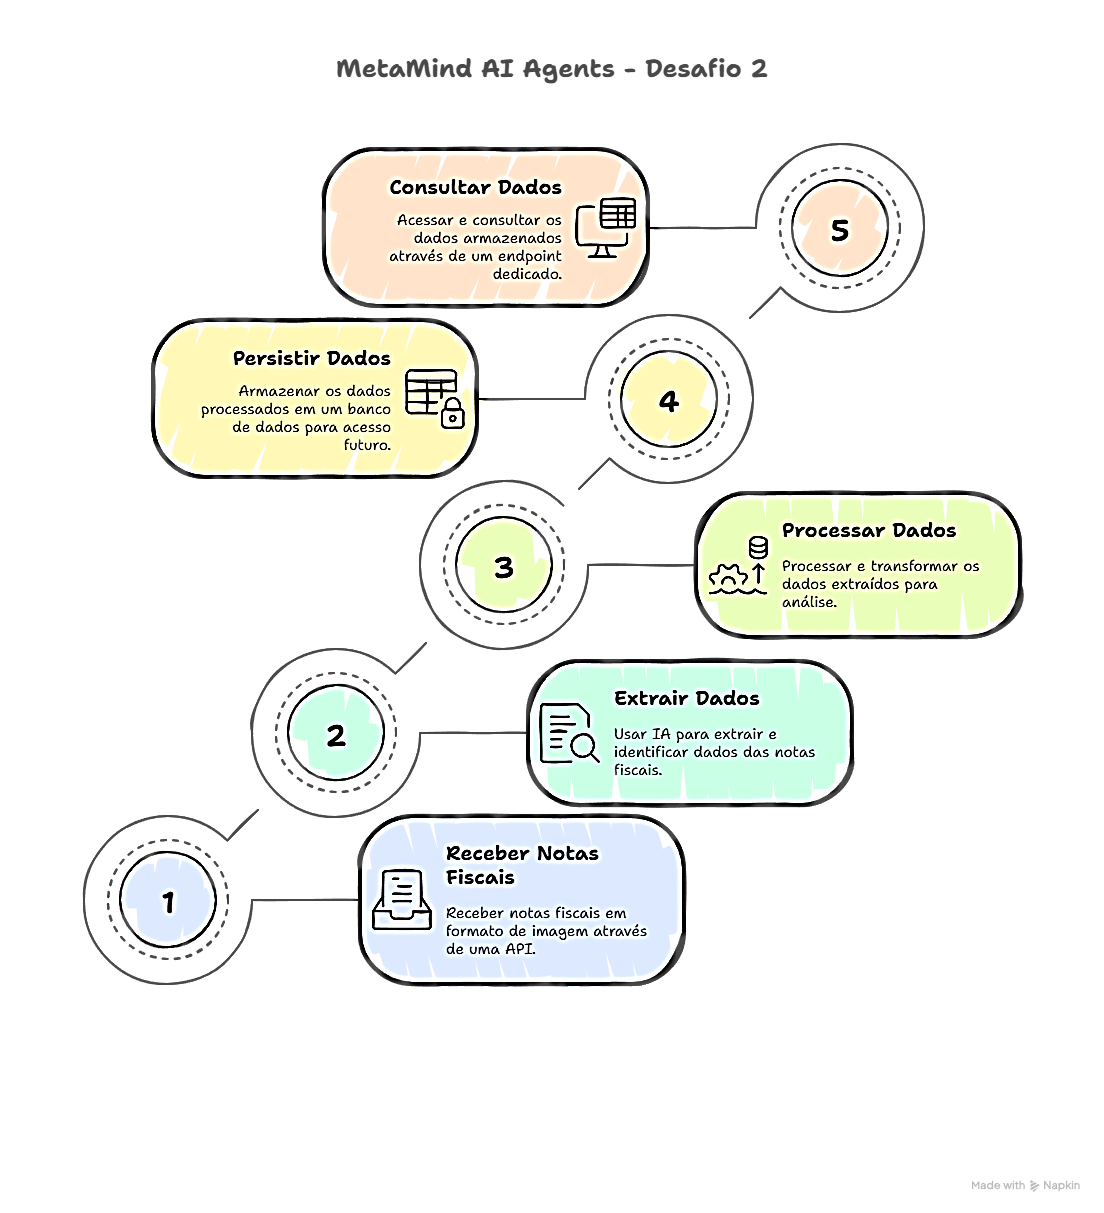 MetaMind AI Agents - Desafio 2
Consultar Dados
Acessar e consultar os
dados armazenados
através de um endpoint
dedicado.
5
Persistir Dados
Armazenar os dados
processados em um banco
de dados para acesso
futuro.
4
3
Processar Dados
Processar e transformar os
dados extraídos para
análise.
2
Extrair Dados
Usar IA para extrair e
identificar dados das notas
fiscais.
1
Receber Notas
Fiscais
Receber notas fiscais em
formato de imagem através
de uma API.
Made with Napkin